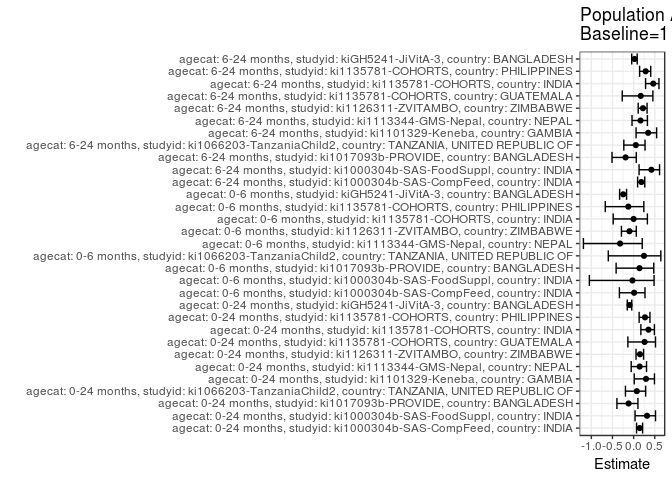 Population A
Baseline=1
agecat: 6-24 months, studyid: kiGH5241-JiVitA-3, country: BANGLADESH
agecat: 6-24 months, studyid: ki1135781-COHORTS, country: PHILIPPINES
agecat: 6-24 months, studyid: ki1135781-COHORTS, country: INDIA
agecat: 6-24 months, studyid: ki1135781-COHORTS, country: GUATEMALA
agecat: 6-24 months, studyid: ki1126311-ZVITAMBO, country: ZIMBABWE
agecat: 6-24 months, studyid: ki1113344-GMS-Nepal, country: NEPAL
agecat: 6-24 months, studyid: ki1101329-Keneba, country: GAMBIA
agecat: 6-24 months, studyid: ki1066203-TanzaniaChild2, country: TANZANIA, UNITED REPUBLIC OF
agecat: 6-24 months, studyid: ki1017093b-PROVIDE, country: BANGLADESH
agecat: 6-24 months, studyid: ki1000304b-SAS-FoodSuppl, country: INDIA
agecat: 6-24 months, studyid: ki1000304b-SAS-CompFeed, country: INDIA
agecat: 0-6 months, studyid: kiGH5241-JiVitA-3, country: BANGLADESH
agecat: 0-6 months, studyid: ki1135781-COHORTS, country: PHILIPPINES
agecat: 0-6 months, studyid: ki1135781-COHORTS, country: INDIA
agecat: 0-6 months, studyid: ki1126311-ZVITAMBO, country: ZIMBABWE
agecat: 0-6 months, studyid: ki1113344-GMS-Nepal, country: NEPAL
agecat: 0-6 months, studyid: ki1066203-TanzaniaChild2, country: TANZANIA, UNITED REPUBLIC OF
agecat: 0-6 months, studyid: ki1017093b-PROVIDE, country: BANGLADESH
agecat: 0-6 months, studyid: ki1000304b-SAS-FoodSuppl, country: INDIA
agecat: 0-6 months, studyid: ki1000304b-SAS-CompFeed, country: INDIA
agecat: 0-24 months, studyid: kiGH5241-JiVitA-3, country: BANGLADESH
agecat: 0-24 months, studyid: ki1135781-COHORTS, country: PHILIPPINES
agecat: 0-24 months, studyid: ki1135781-COHORTS, country: INDIA
agecat: 0-24 months, studyid: ki1135781-COHORTS, country: GUATEMALA
agecat: 0-24 months, studyid: ki1126311-ZVITAMBO, country: ZIMBABWE
agecat: 0-24 months, studyid: ki1113344-GMS-Nepal, country: NEPAL
agecat: 0-24 months, studyid: ki1101329-Keneba, country: GAMBIA
agecat: 0-24 months, studyid: ki1066203-TanzaniaChild2, country: TANZANIA, UNITED REPUBLIC OF
agecat: 0-24 months, studyid: ki1017093b-PROVIDE, country: BANGLADESH
agecat: 0-24 months, studyid: ki1000304b-SAS-FoodSuppl, country: INDIA
agecat: 0-24 months, studyid: ki1000304b-SAS-CompFeed, country: INDIA
-1.0 -0.5 0.0 0.5
Estimate